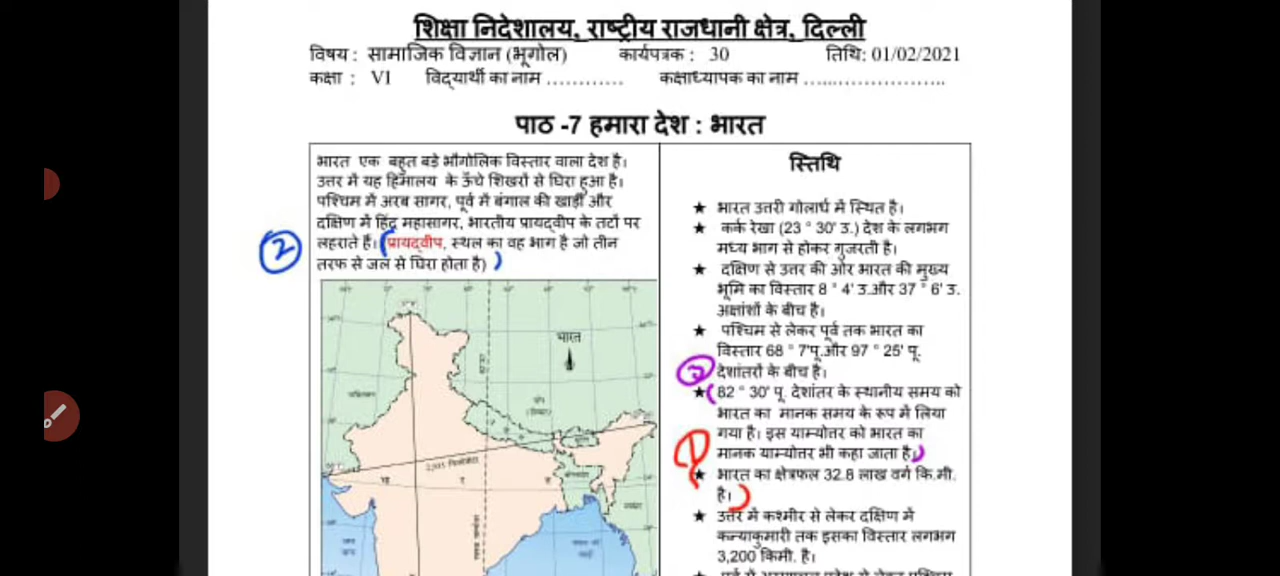 शिक्षा निदेशालय, राष्ट्रीय राजधानी क्षेत्र, दिल्ली
विषय : सामाजिक विज्ञान (भूगोल) कार्यपत्रक : 30 तिथि: 01/02/2021
कक्षा : VI विद्यार्थी का नाम ………… कक्षाध्यापक का नाम …...……………..
पाठ -7 हमारा देश : भारत
भारत एक बहुत बड़े भौगोलिक विस्तार वाला देश है।
उत्तर में यह हिमालय के ऊँचे शिखरों से घिरा हुआ है।
पश्चिम में अरब सागर, पूर्व में बंगाल की खाड़ी और
दक्षिण में हिंद महासागर, भारतीय प्रायद्वीप के तटों पर
लहराते हैं। (प्रायद्वीप, स्थल का वह भाग है जो तीन
तरफ से जल से घिरा होता है)
2
भारत
2,933 किलोमीटर
82°30'
स्तिथि
★ भारत उत्तरी गोलार्ध में स्थित है।
★ कर्क रेखा (23 ° 30' उ.) देश के लगभग
मध्य भाग से होकर गुजरती है।
★ दक्षिण से उत्तर की ओर भारत की मुख्य
भूमि का विस्तार 8 ° 4' उ.और 37 ° 6' उ.
अक्षांशों के बीच है।
★ पश्चिम से लेकर पूर्व तक भारत का
विस्तार 68 ° 7'पू.और 97 ° 25' पू.
देशांतरों के बीच है।
★ 82 ° 30' पू. देशांतर के स्थानीय समय को
भारत का मानक समय के रूप में लिया
गया है। इस याम्योत्तर को भारत का
मानक याम्योत्तर भी कहा जाता है।
★ भारत का क्षेत्रफल 32.8 लाख वर्ग कि.मी.
है।
★ उत्तर में कश्मीर से लेकर दक्षिण में
कन्याकुमारी तक इसका विस्तार लगभग
3,200 किमी. है।